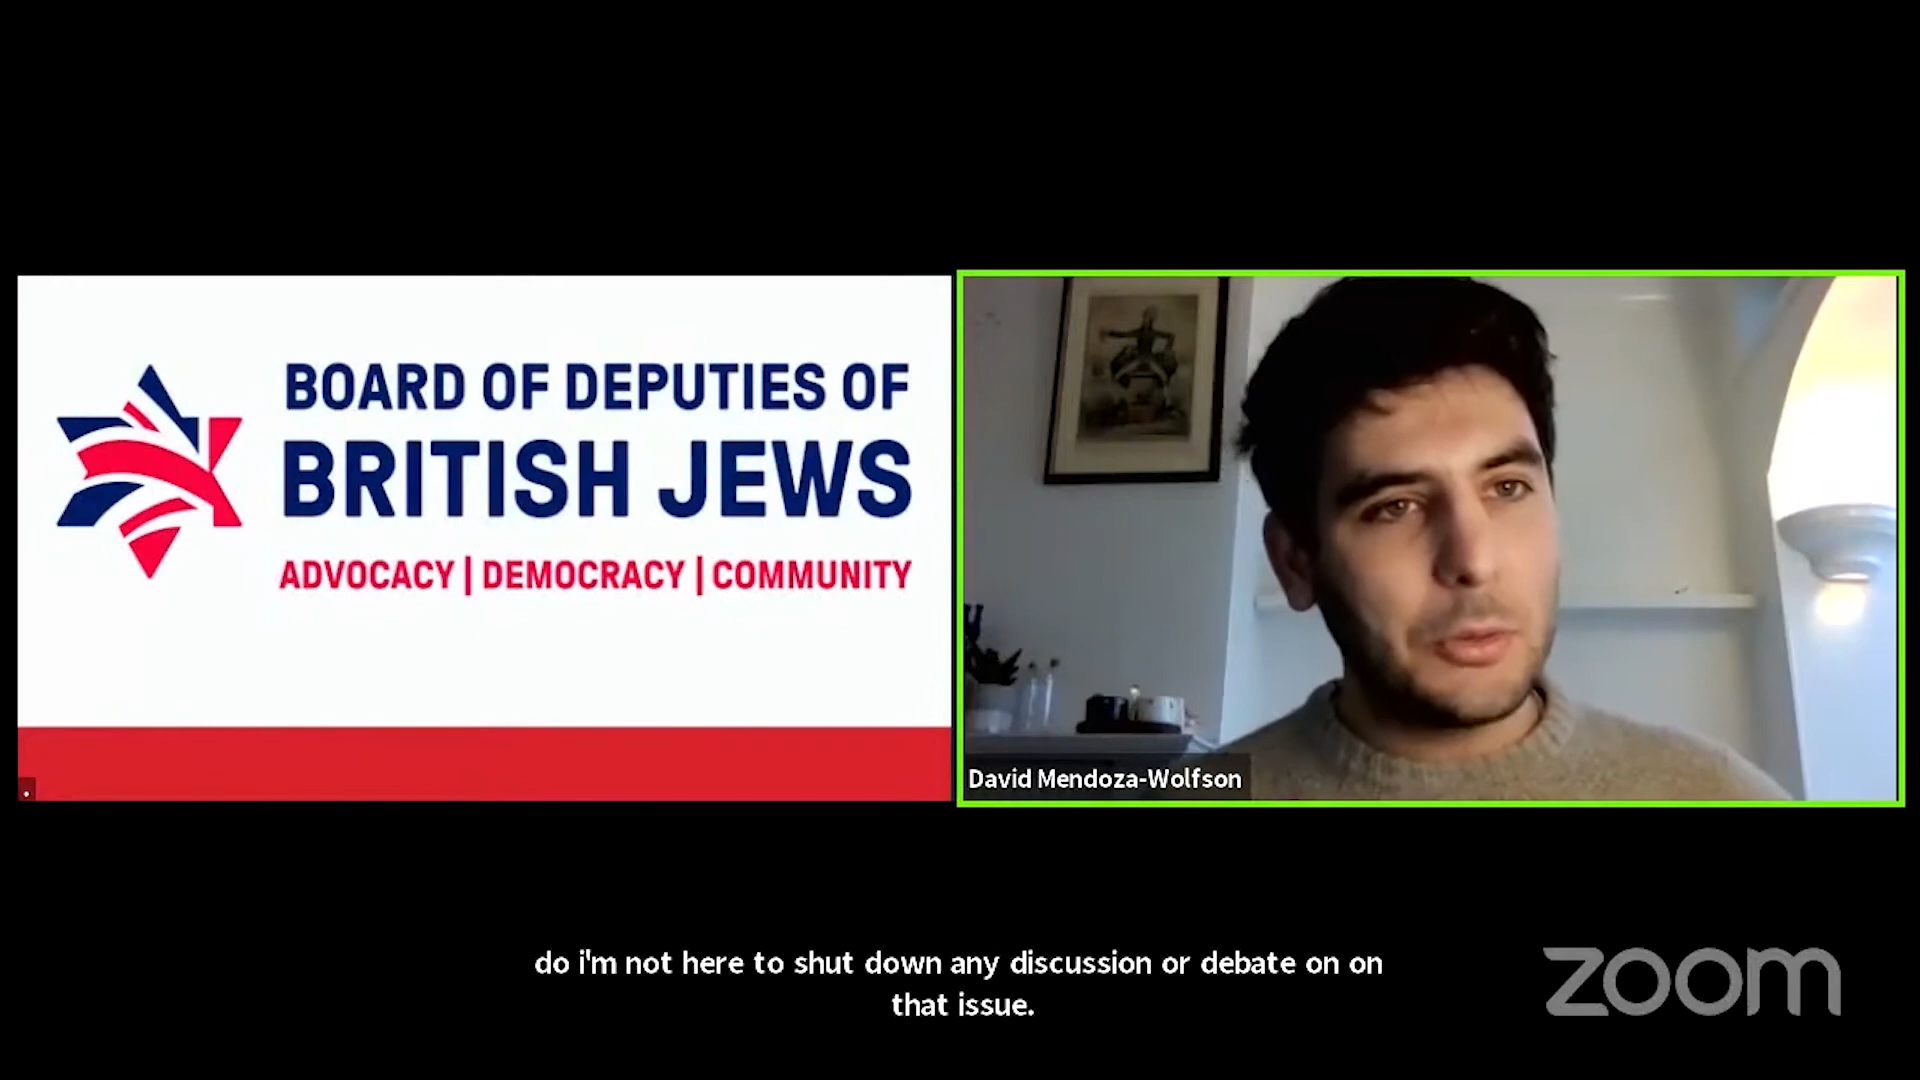 BOARD OF DEPUTIES OF
BRITISH JEWS
ADVOCACY | DEMOCRACY | COMMUNITY
.
David Mendoza-Wolfson
do i'm not here to shut down any discussion or debate on on
that issue.
zoom